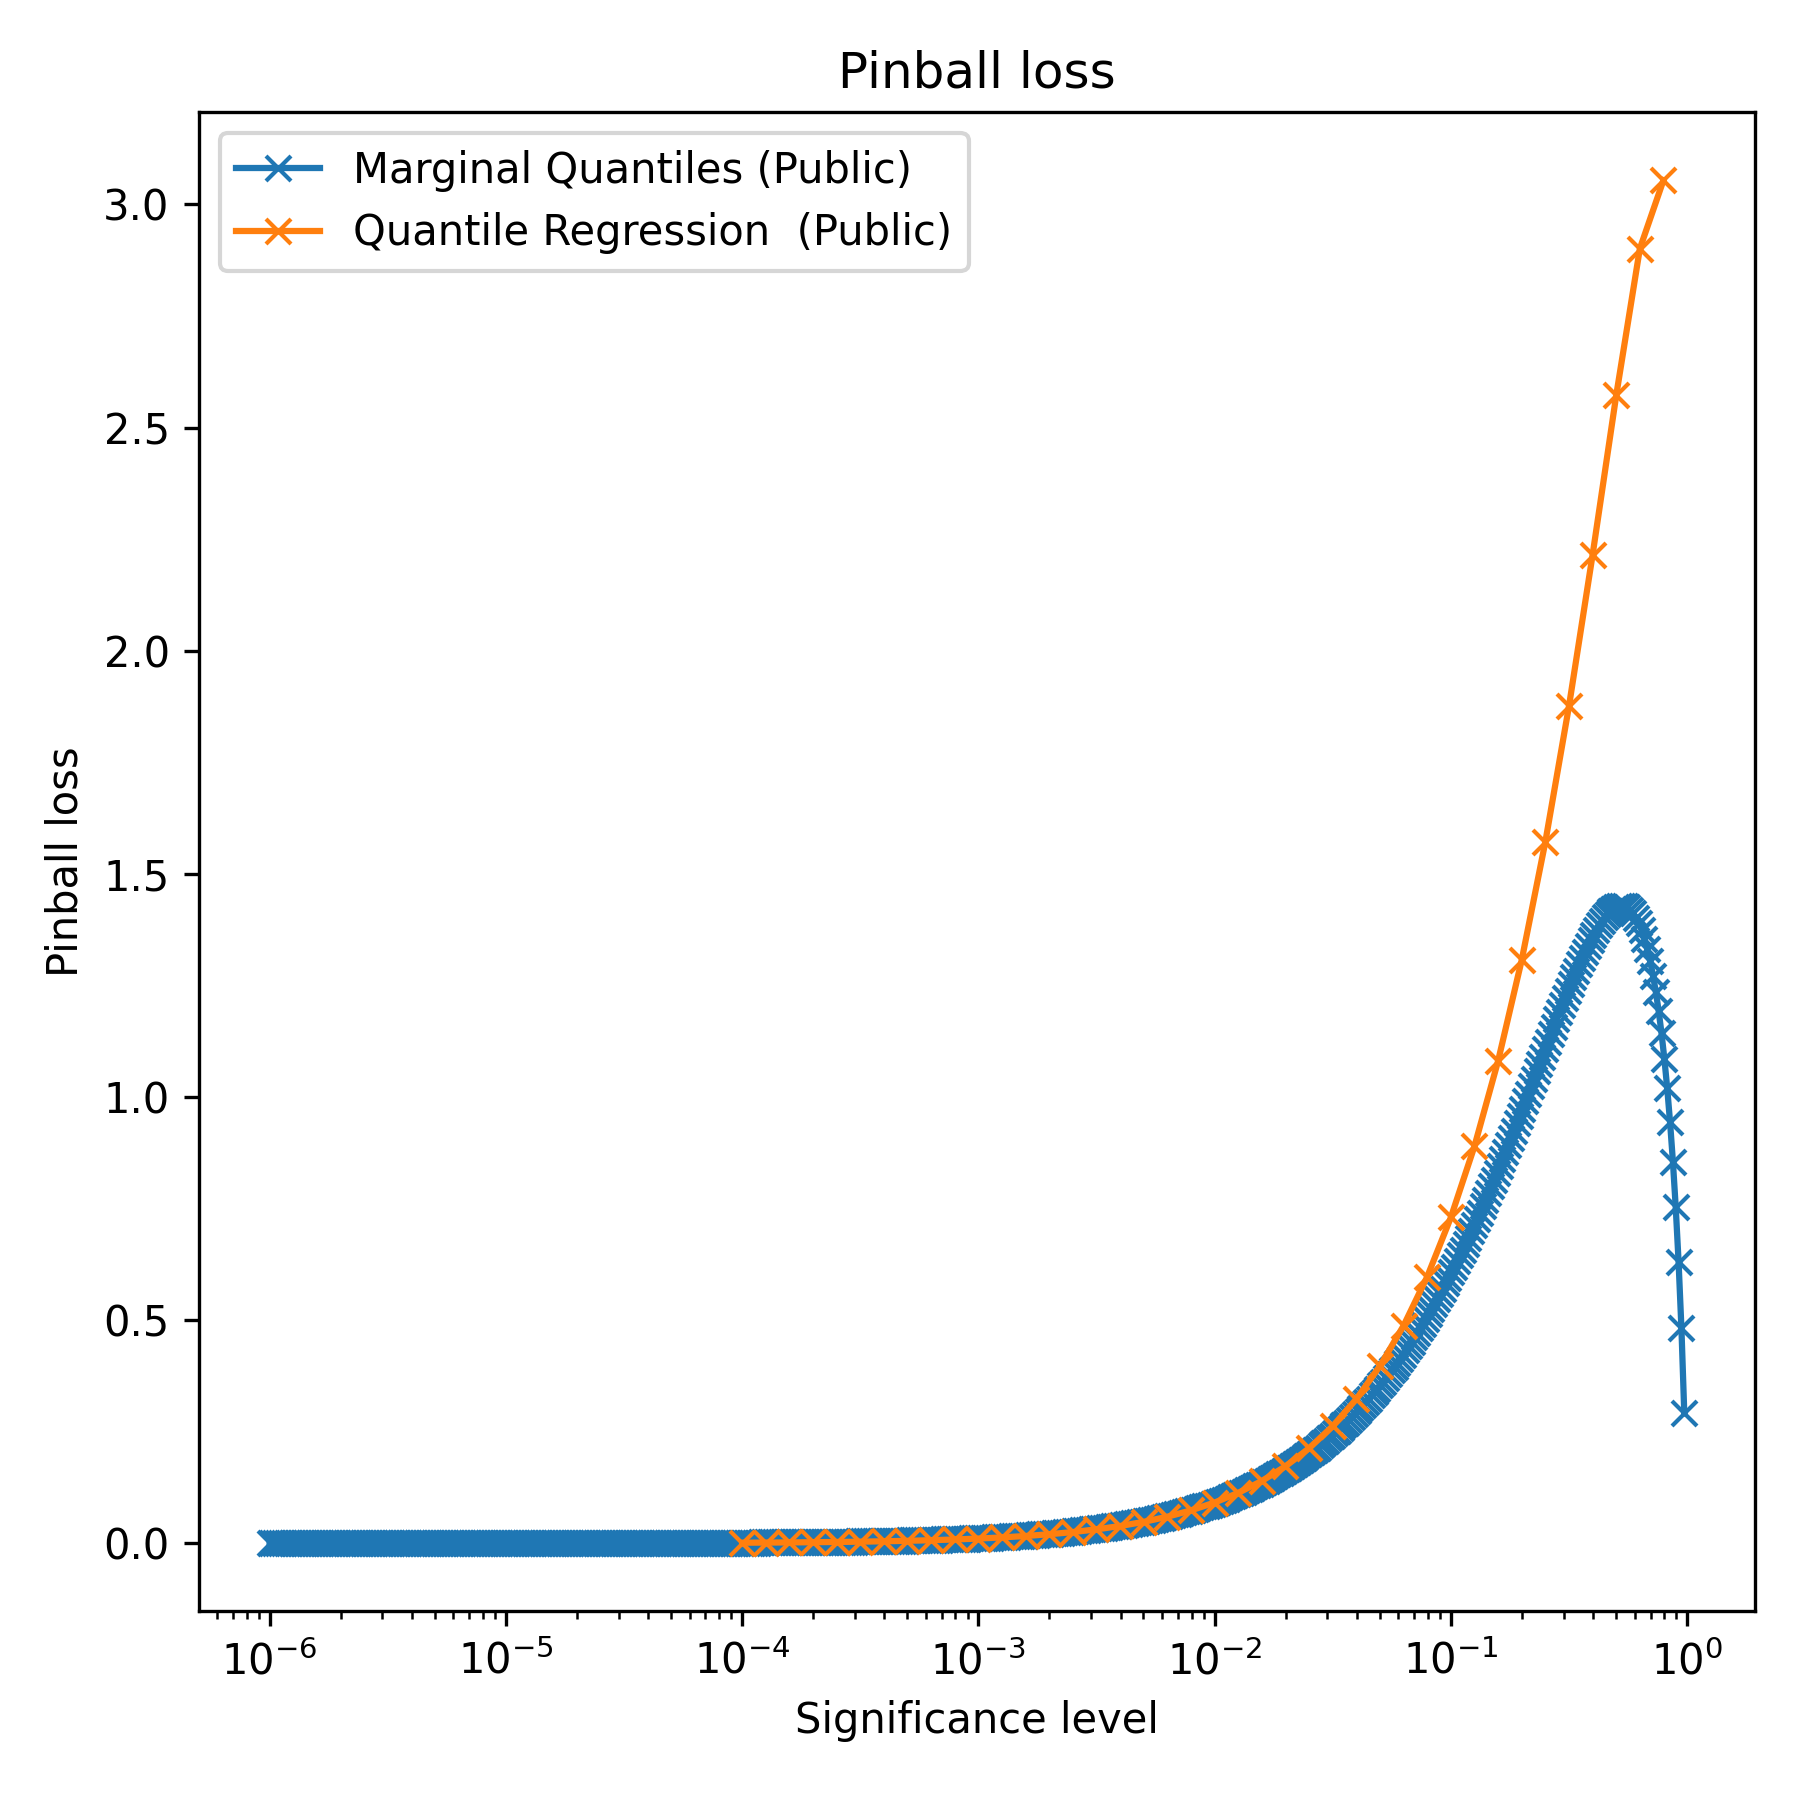 Pinball loss
Marginal Quantiles (Public)
Quantile Regression  (Public)
3.0
2.5
2.0
1.5
1.0
0.5
0.0
Pinball loss
10⁻⁶ 10⁻⁵ 10⁻⁴ 10⁻³ 10⁻² 10⁻¹ 10⁰
Significance level